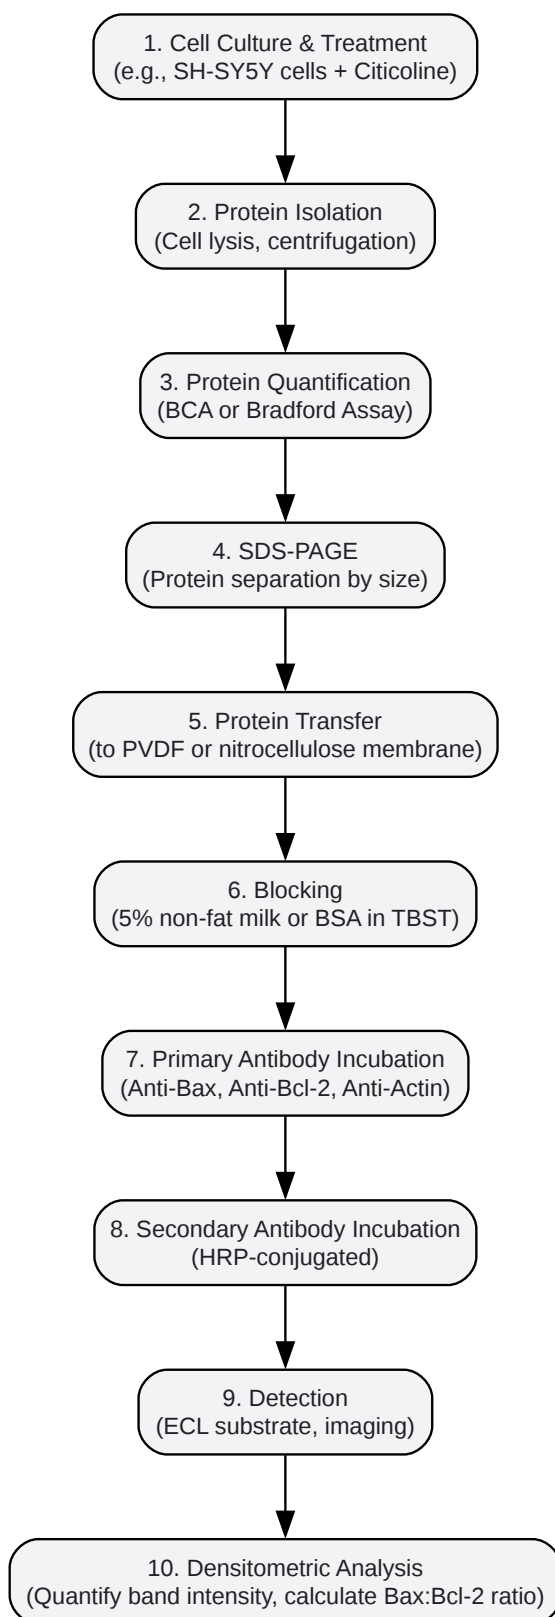 1. Cell Culture & Treatment
(e.g., SH-SY5Y cells + Citicoline)
2. Protein Isolation
(Cell lysis, centrifugation)
3. Protein Quantification
(BCA or Bradford Assay)
4. SDS-PAGE
(Protein separation by size)
5. Protein Transfer
(to PVDF or nitrocellulose membrane)
6. Blocking
(5% non-fat milk or BSA in TBST)
7. Primary Antibody Incubation
(Anti-Bax, Anti-Bcl-2, Anti-Actin)
8. Secondary Antibody Incubation
(HRP-conjugated)
9. Detection
(ECL substrate, imaging)
10. Densitometric Analysis
(Quantify band intensity, calculate Bax:Bcl-2 ratio)